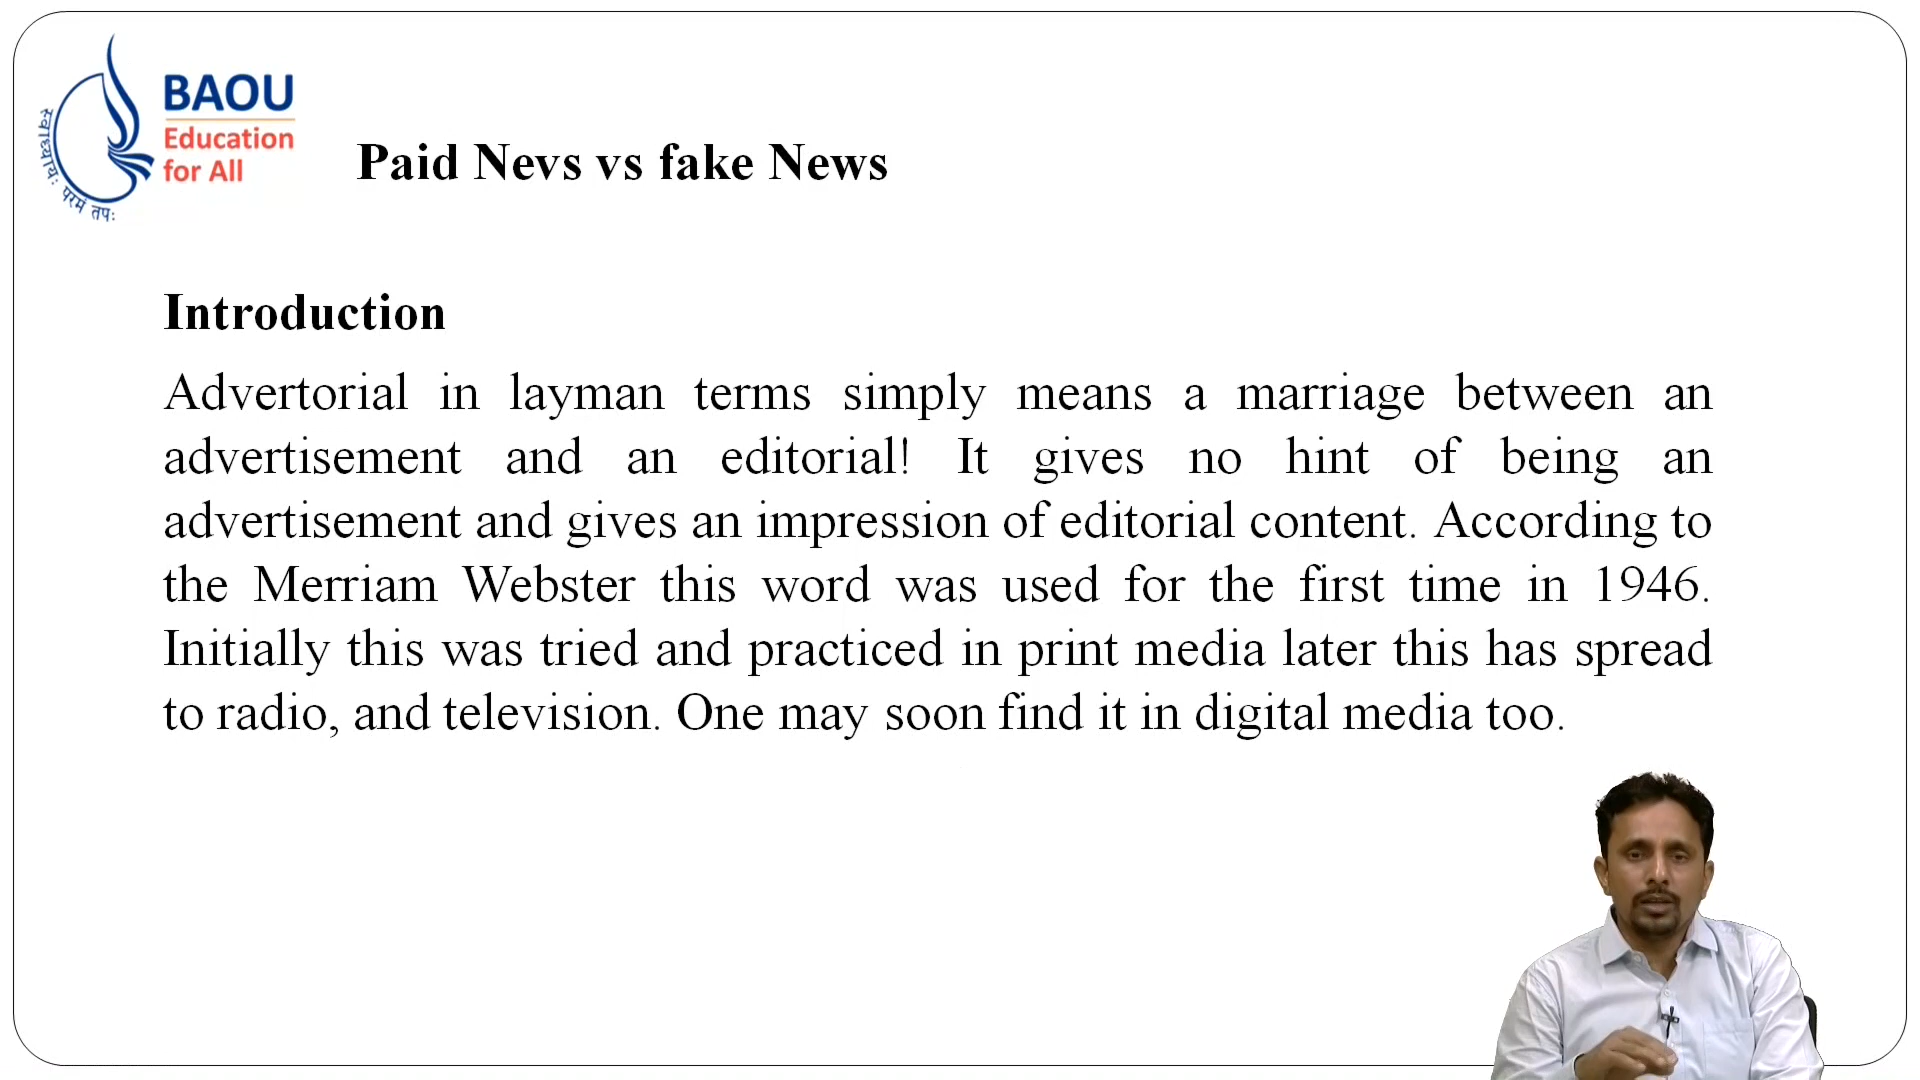 BAOU
Education
for All
स्वाध्यायः परमं तपः
Paid Nevs vs fake News
Introduction
Advertorial in layman terms simply means a marriage between an
advertisement and an editorial! It gives no hint of being an
advertisement and gives an impression of editorial content. According to
the Merriam Webster this word was used for the first time in 1946.
Initially this was tried and practiced in print media later this has spread
to radio, and television. One may soon find it in digital media too.